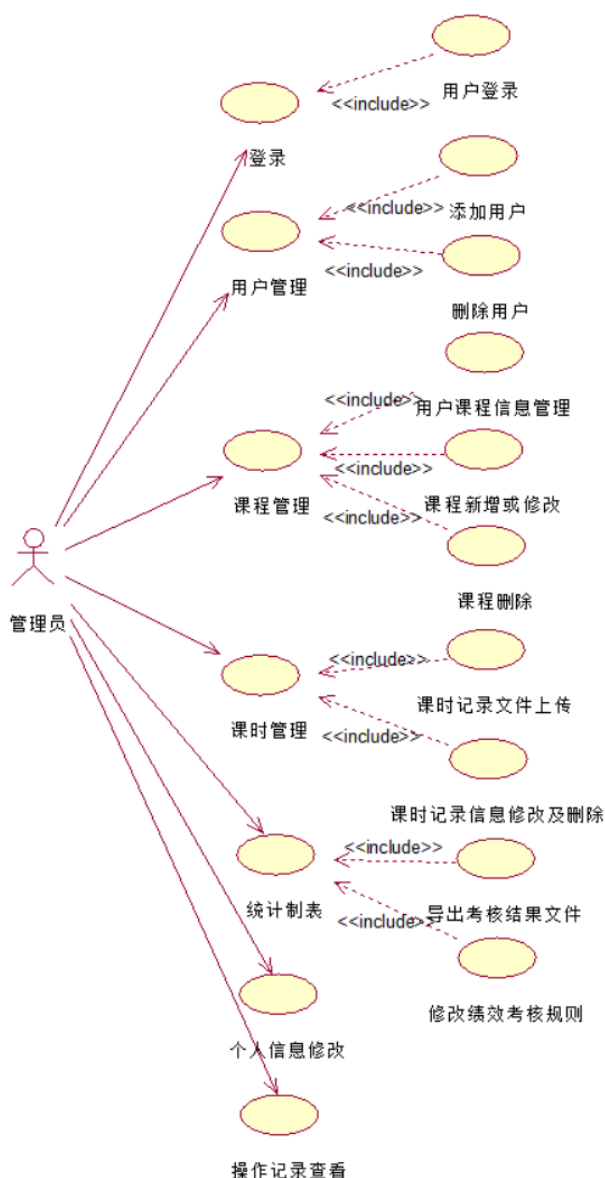 用户登录
<<include>>
登录
添加用户
<<include>>
用户管理
<<include>>
删除用户
用户课程信息管理
<<include>>
<<include>>
课程管理
课程新增或修改
<<include>>
课程删除
管理员
<<include>>
课时记录文件上传
课时管理
<<include>>
课时记录信息修改及删除
<<include>>
统计制表
导出考核结果文件
<<include>>
修改绩效考核规则
个人信息修改
操作记录查看